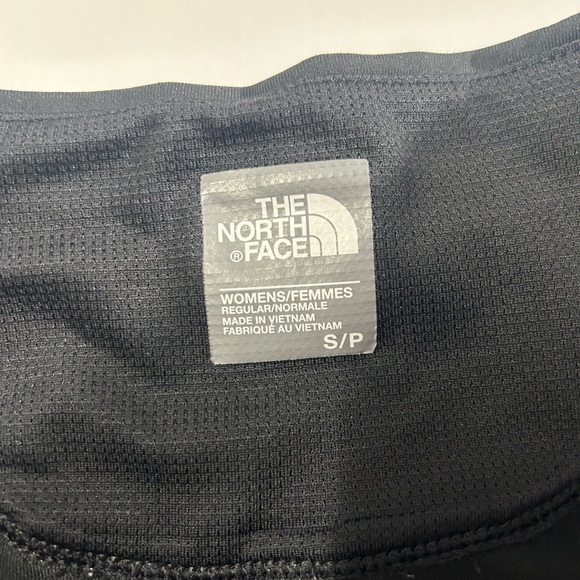 THE
NORTH
® FACE
WOMENS/FEMMES
REGULAR/NORMALE
MADE IN VIETNAM
FABRIQUÉ AU VIETNAM
S/P